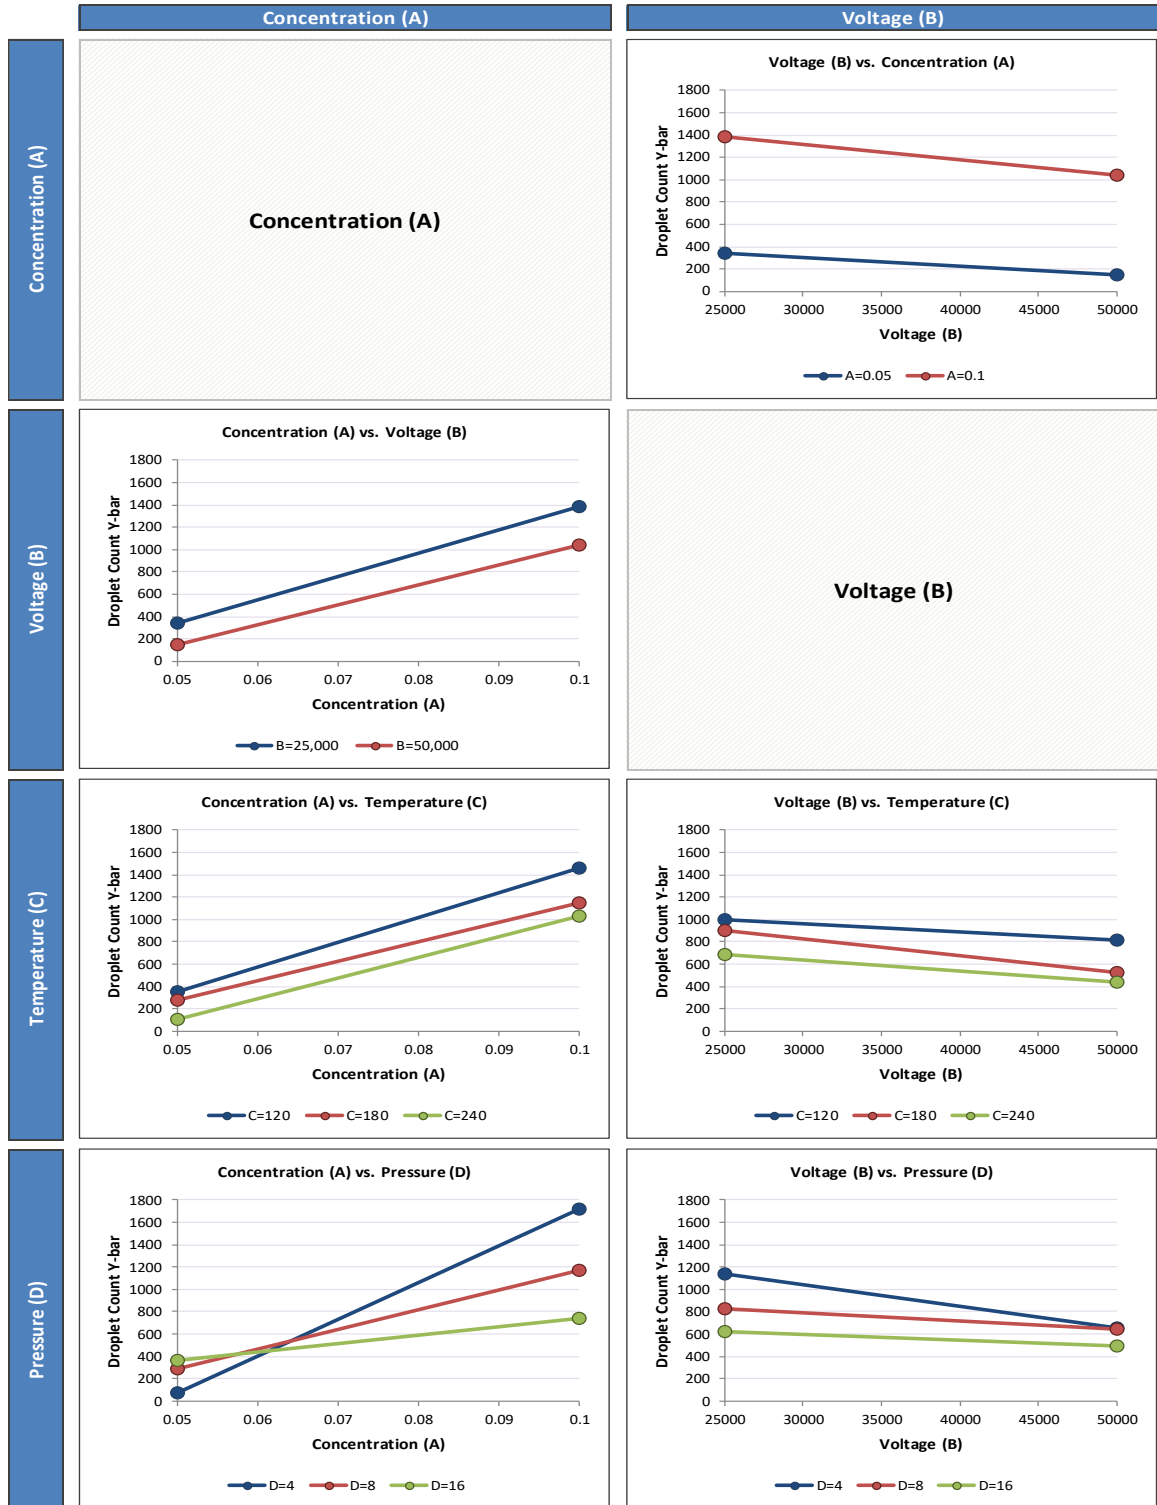 Concentration (A)
Voltage (B)
Concentration (A)
Concentration (A)
Voltage (B) vs. Concentration (A)
Droplet Count Y-bar
1800
1600
1400
1200
1000
800
600
400
200
0
25000 30000 35000 40000 45000 50000
Voltage (B)
A=0.05 A=0.1
Voltage (B)
Concentration (A) vs. Voltage (B)
Droplet Count Y-bar
1800
1600
1400
1200
1000
800
600
400
200
0
0.05 0.06 0.07 0.08 0.09 0.1
Concentration (A)
B=25,000 B=50,000
Voltage (B)
Temperature (C)
Concentration (A) vs. Temperature (C)
Droplet Count Y-bar
1800
1600
1400
1200
1000
800
600
400
200
0
0.05 0.06 0.07 0.08 0.09 0.1
Concentration (A)
C=120 C=180 C=240
Voltage (B) vs. Temperature (C)
Droplet Count Y-bar
1800
1600
1400
1200
1000
800
600
400
200
0
25000 30000 35000 40000 45000 50000
Voltage (B)
C=120 C=180 C=240
Pressure (D)
Concentration (A) vs. Pressure (D)
Droplet Count Y-bar
1800
1600
1400
1200
1000
800
600
400
200
0
0.05 0.06 0.07 0.08 0.09 0.1
Concentration (A)
D=4 D=8 D=16
Voltage (B) vs. Pressure (D)
Droplet Count Y-bar
1800
1600
1400
1200
1000
800
600
400
200
0
25000 30000 35000 40000 45000 50000
Voltage (B)
D=4 D=8 D=16